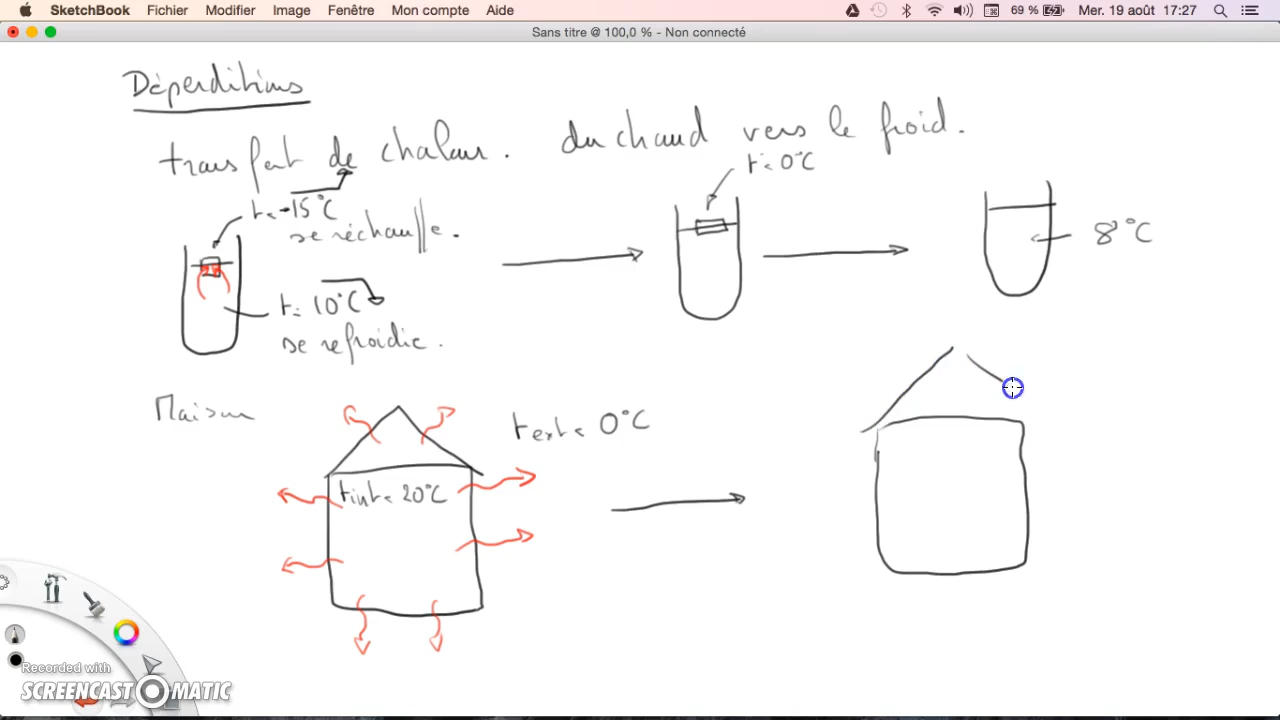 SketchBook Fichier Modifier Image Fenêtre Mon compte Aide 69 % Mer. 19 août 17:27
Sans titre @ 100,0 % - Non connecté
Déperditions
transfert de chaleur. du chaud vers le froid.
t = -15°C
se réchauffe.
t = 0°C
8°C
t = 10°C
se refroidie.
Maison
text = 0°C
tint = 20°C
Recorded with
SCREENCAST MATIC